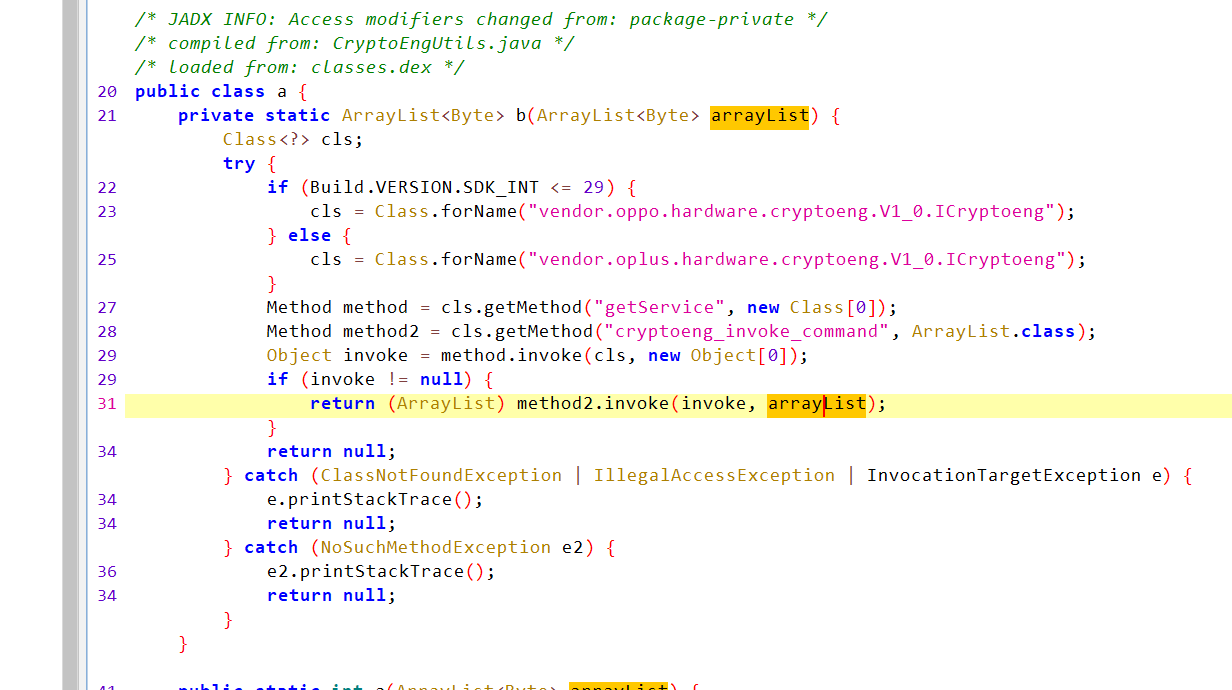 /* JADX INFO: Access modifiers changed from: package-private */
/* compiled from: CryptoEngUtils.java */
/* loaded from: classes.dex */
20 public class a {
21 private static ArrayList<Byte> b(ArrayList<Byte> arrayList) {
Class<?> cls;
try {
22 if (Build.VERSION.SDK_INT <= 29) {
23 cls = Class.forName("vendor.oppo.hardware.cryptoeng.V1_0.ICryptoeng");
} else {
25 cls = Class.forName("vendor.oplus.hardware.cryptoeng.V1_0.ICryptoeng");
}
27 Method method = cls.getMethod("getService", new Class[0]);
28 Method method2 = cls.getMethod("cryptoeng_invoke_command", ArrayList.class);
29 Object invoke = method.invoke(cls, new Object[0]);
29 if (invoke != null) {
31 return (ArrayList) method2.invoke(invoke, arrayList);
}
34 return null;
} catch (ClassNotFoundException | IllegalAccessException | InvocationTargetException e) {
34 e.printStackTrace();
34 return null;
} catch (NoSuchMethodException e2) {
36 e2.printStackTrace();
34 return null;
}
}
41 public static int a(ArrayList<Byte> arrayList) {